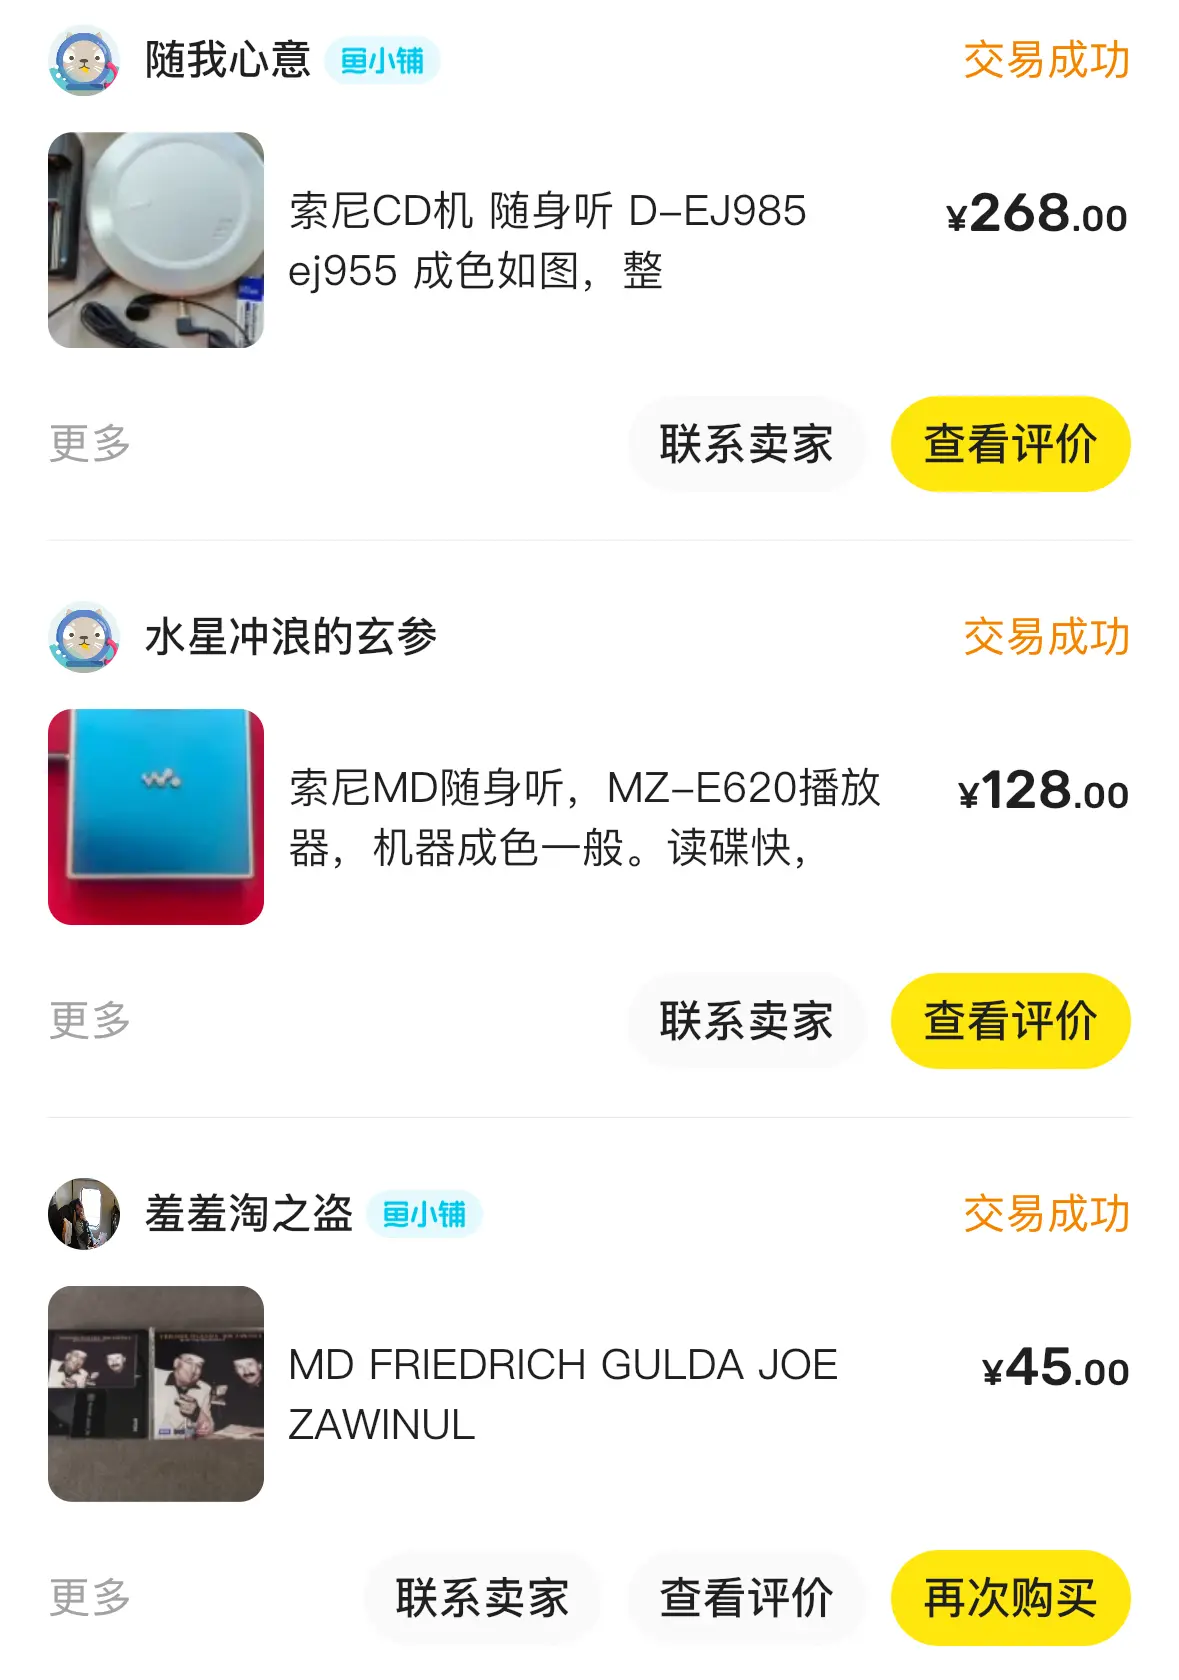 随我心意 鱼小铺 交易成功
索尼CD机 随身听 D-EJ985 ¥268.00
ej955 成色如图，整
更多 联系卖家 查看评价
水星冲浪的玄参 交易成功
索尼MD随身听，MZ-E620播放 ¥128.00
器，机器成色一般。读碟快，
更多 联系卖家 查看评价
羞羞淘之盗 鱼小铺 交易成功
MD FRIEDRICH GULDA JOE ¥45.00
ZAWINUL
更多 联系卖家 查看评价 再次购买